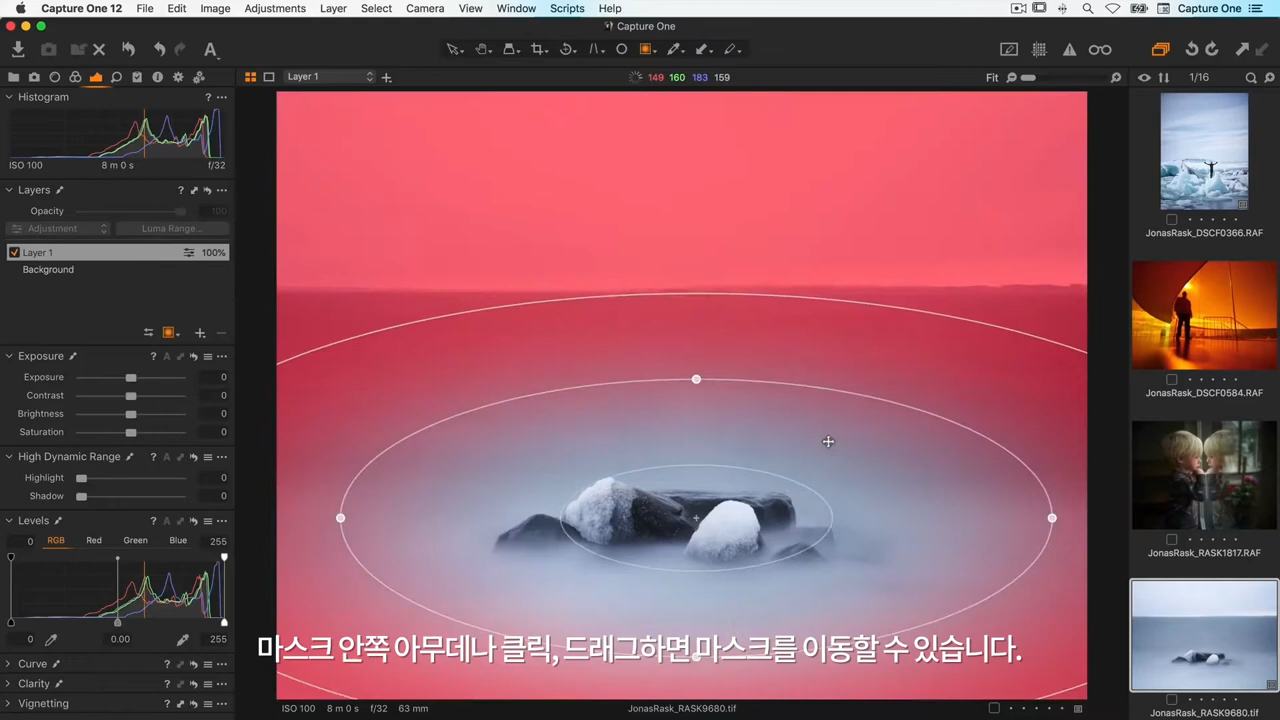 Capture One 12 File Edit Image Adjustments Layer Select Camera View Window Scripts Help Capture One
Capture One
Layer 1 149 160 183 159 Fit 1/16
Histogram ?
ISO 100 8 m 0 s f/32
Layers ?
Opacity 100
Adjustment Luma Range...
Layer 1 100%
Background
Exposure ? A
Exposure 0
Contrast 0
Brightness 0
Saturation 0
High Dynamic Range ?
Highlight 0
Shadow 0
Levels ? A
0 RGB Red Green Blue 255
0 0.00 255
Curve ?
Clarity ?
Vignetting ?
마스크 안쪽 아무데나 클릭, 드래그하면 마스크를 이동할 수 있습니다.
ISO 100 8 m 0 s f/32 63 mm JonasRask_RASK9680.tif
JonasRask_DSCF0366.RAF
JonasRask_DSCF0584.RAF
JonasRask_RASK1817.RAF
JonasRask_RASK9680.tif